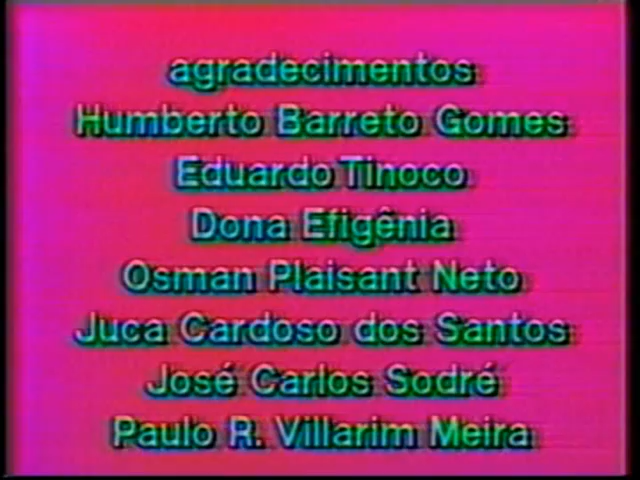 agradecimentos
Humberto Barreto Gomes
Eduardo Tinoco
Dona Efigênia
Osman Plaisant Neto
Juca Cardoso dos Santos
José Carlos Sodré
Paulo R. Villarim Meira